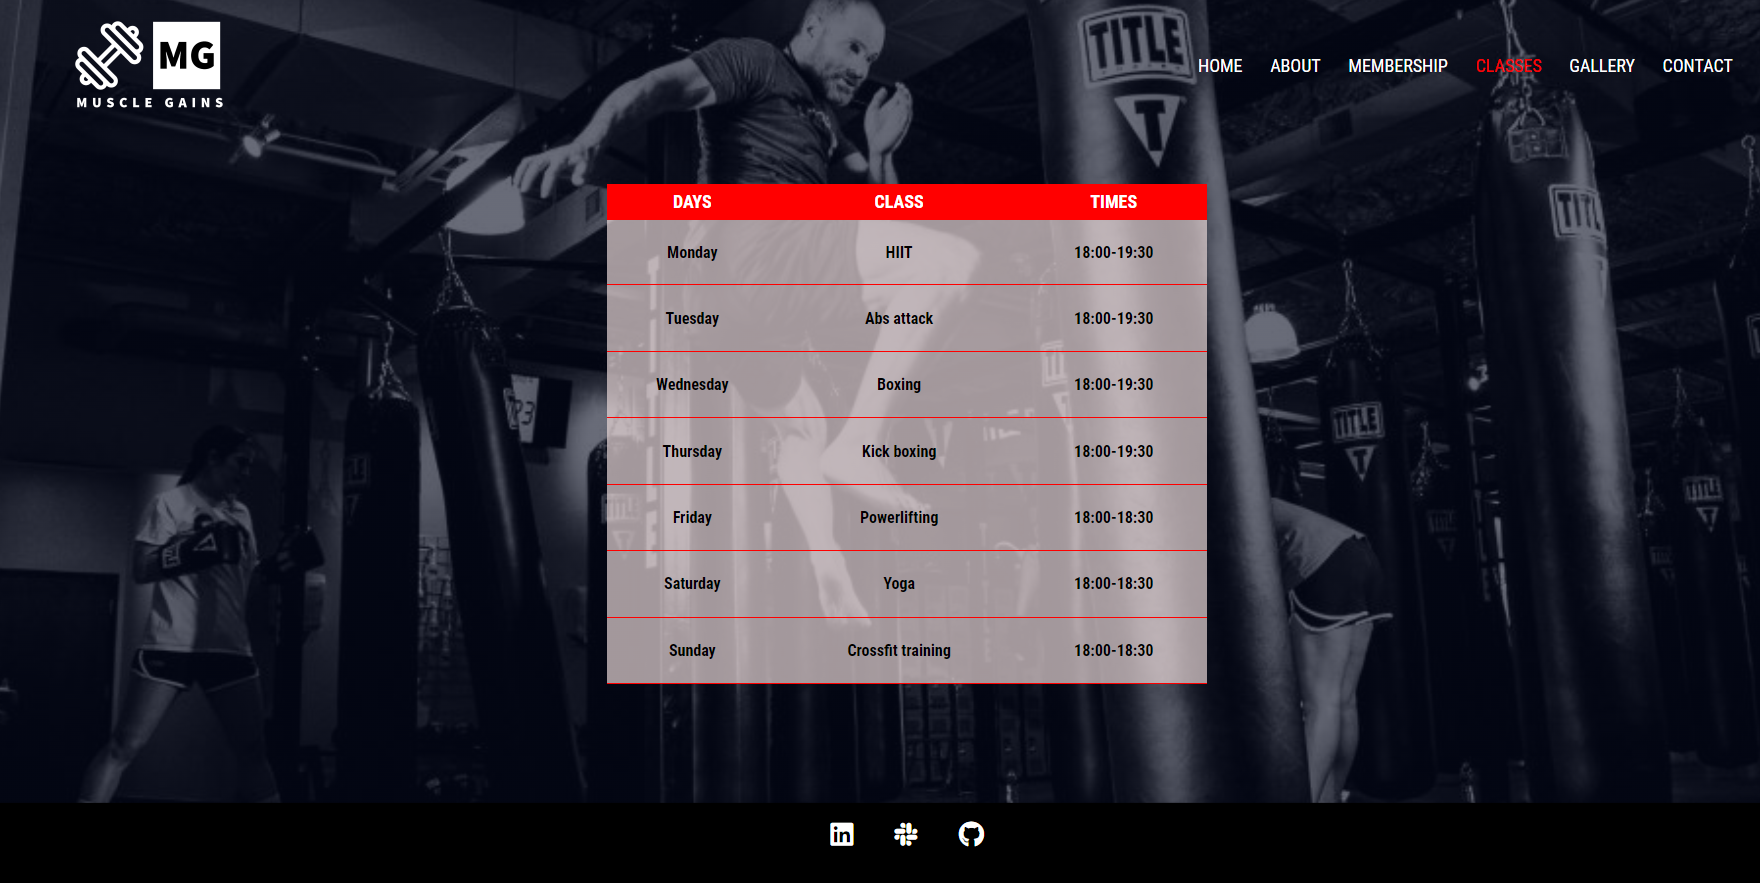 MG
MUSCLE GAINS
HOME ABOUT MEMBERSHIP CLASSES GALLERY CONTACT
TITLE
T
DAYS CLASS TIMES
Monday HIIT 18:00-19:30
Tuesday Abs attack 18:00-19:30
Wednesday Boxing 18:00-19:30
Thursday Kick boxing 18:00-19:30
Friday Powerlifting 18:00-18:30
Saturday Yoga 18:00-18:30
Sunday Crossfit training 18:00-18:30
TITLE
T
TITLE
T
in